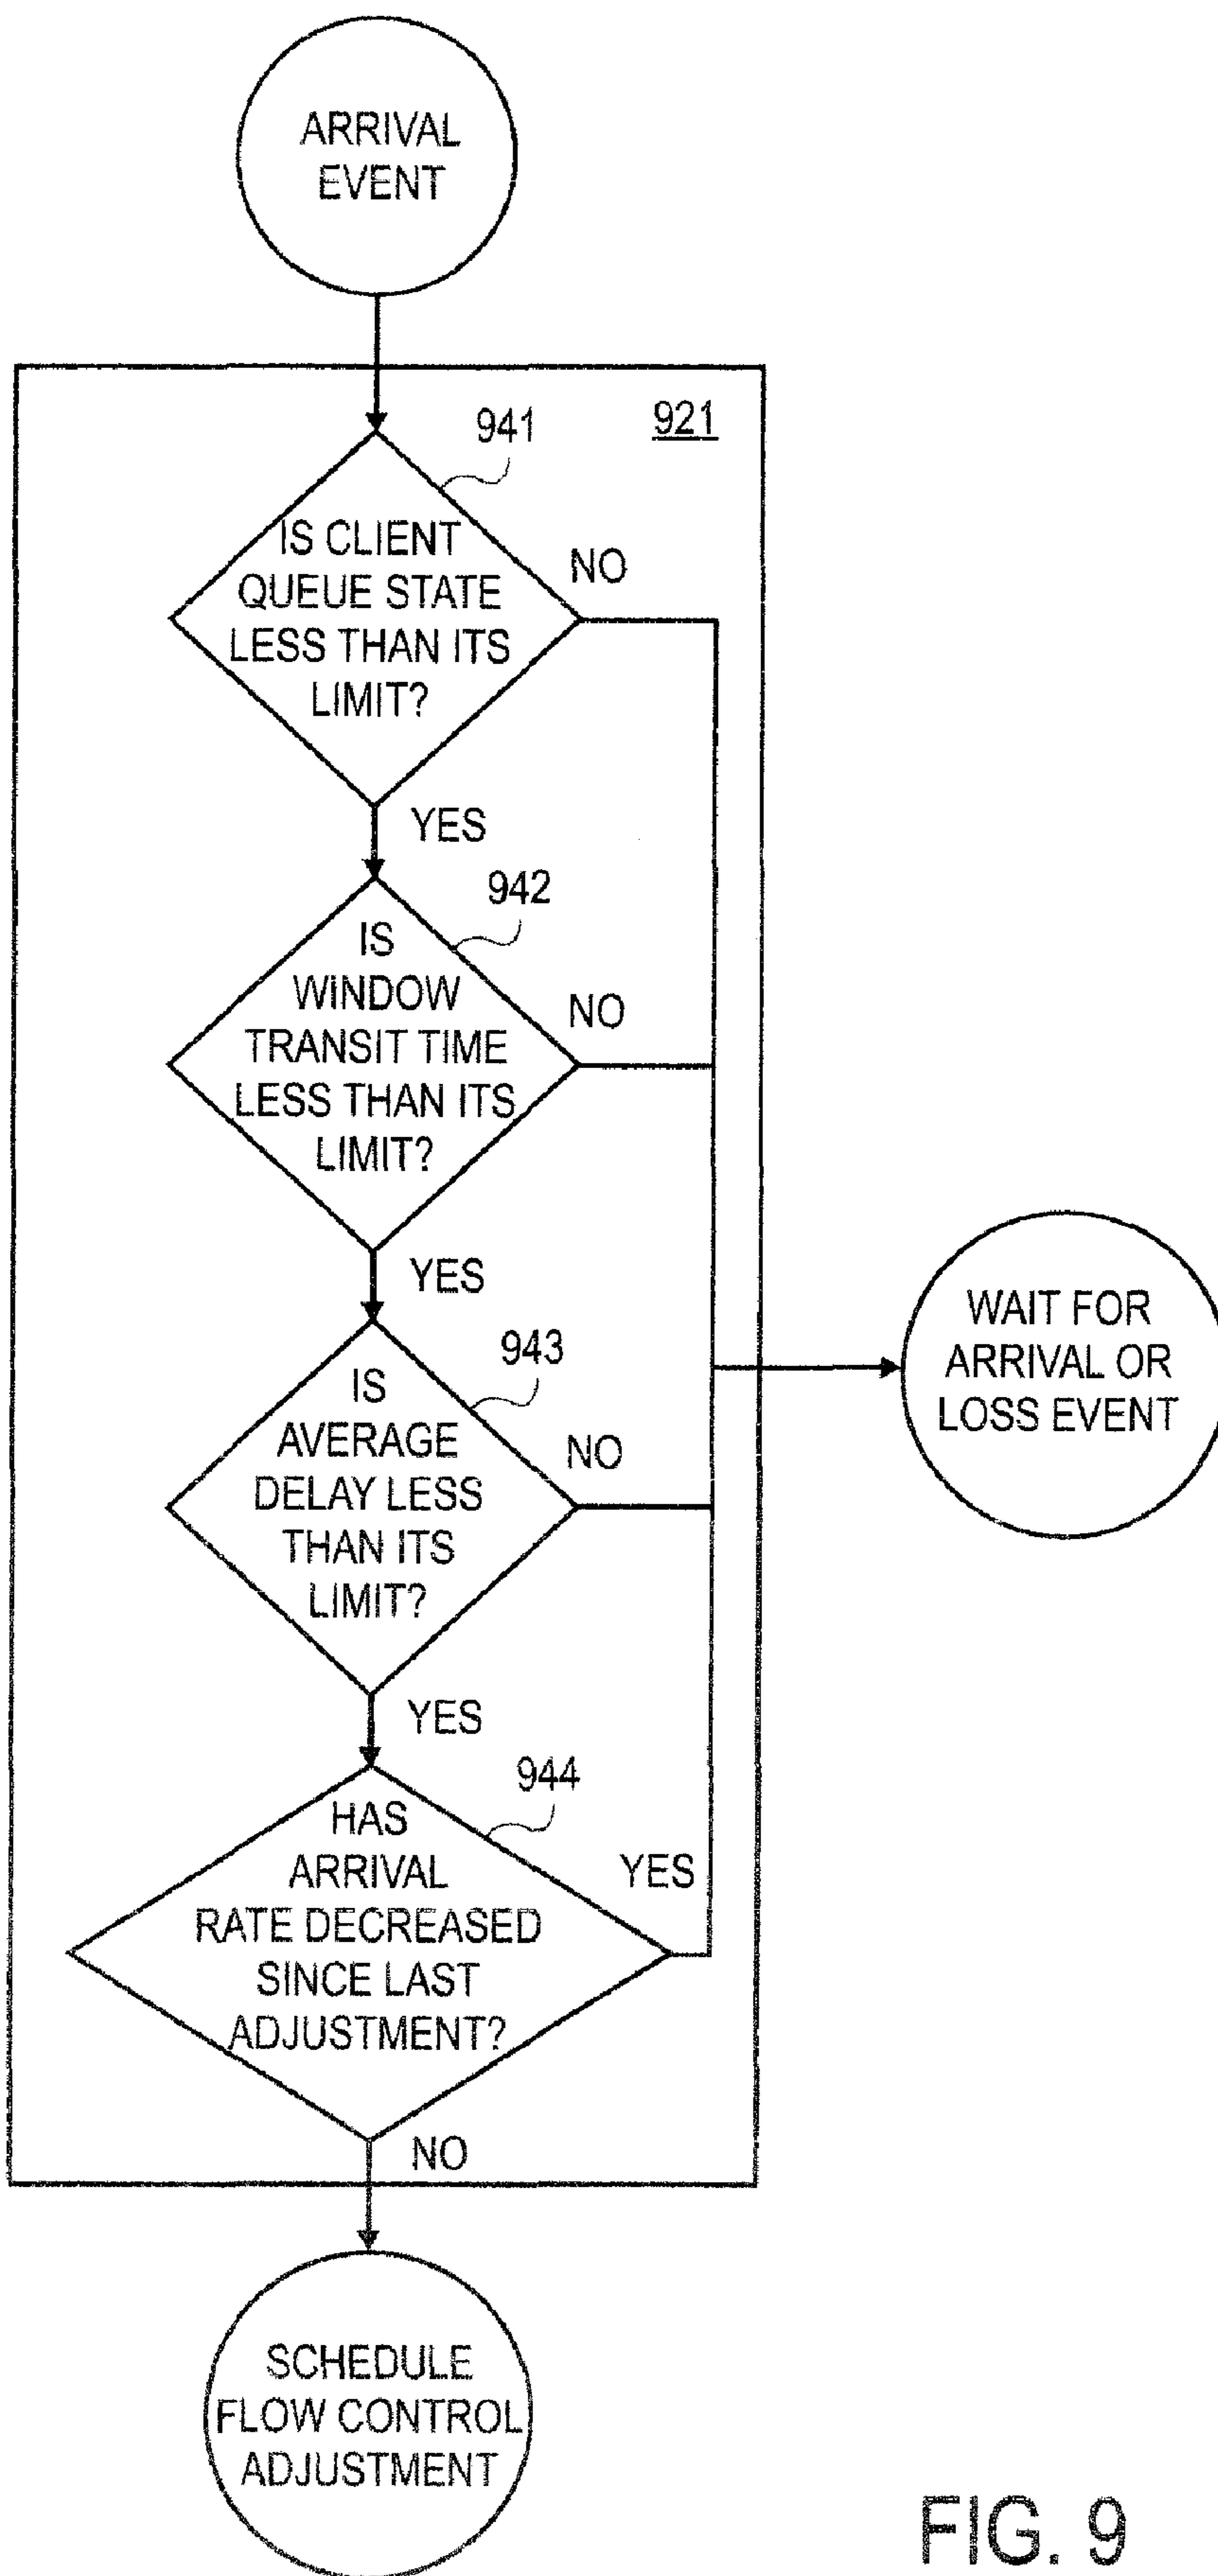 ARRIVAL
EVENT
921
941
IS CLIENT
QUEUE STATE
LESS THAN ITS
LIMIT?
NO
YES
942
IS
WINDOW
TRANSIT TIME
LESS THAN ITS
LIMIT?
NO
YES
943
IS
AVERAGE
DELAY LESS
THAN ITS
LIMIT?
NO
WAIT FOR
ARRIVAL OR
LOSS EVENT
YES
944
HAS
ARRIVAL
RATE DECREASED
SINCE LAST
ADJUSTMENT?
YES
NO
SCHEDULE
FLOW CONTROL
ADJUSTMENT
FIG. 9